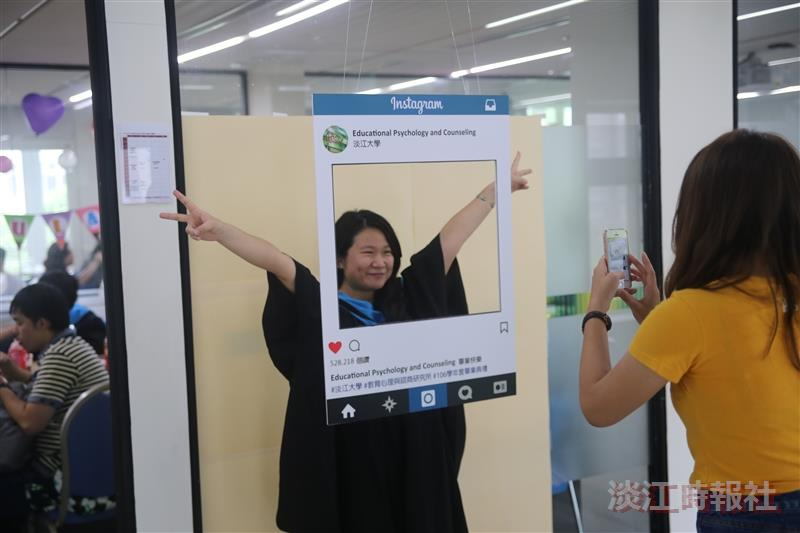 Instagram
Educational Psychology and Counseling
淡江大學
528,218 個讚
Educational Psychology and Counseling 畢業快樂
#淡江大學 #教育心理與諮商研究所 #106學年度畢業典禮
U
A
淡江時報社